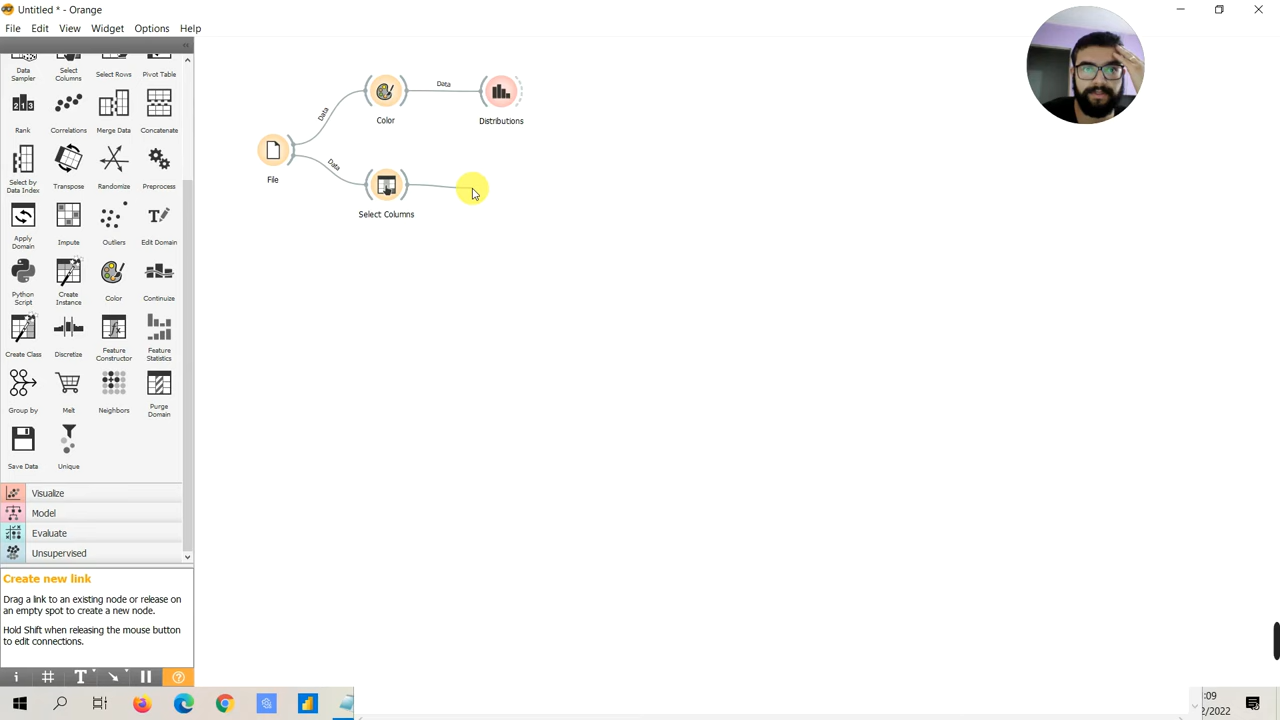 Untitled * - Orange
File Edit View Widget Options Help
Data Sampler
Select Columns
Select Rows
Pivot Table
Rank
Correlations
Merge Data
Concatenate
Select by Data Index
Transpose
Randomize
Preprocess
Apply Domain
Impute
Outliers
Edit Domain
Python Script
Create Instance
Color
Continuize
Create Class
Discretize
Feature Constructor
Feature Statistics
Group by
Melt
Neighbors
Purge Domain
Save Data
Unique
Visualize
Model
Evaluate
Unsupervised
Create new link
Drag a link to an existing node or release on
an empty spot to create a new node.
Hold Shift when releasing the mouse button
to edit connections.
File
Data
Color
Data
Distributions
Data
Select Columns
:09
2/2022